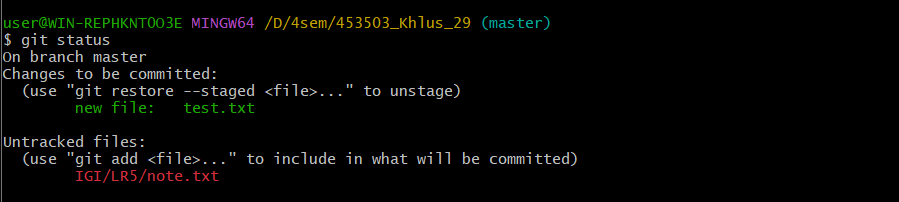 user@WIN-REPHKNTOO3E MINGW64 /D/4sem/453503_Khlus_29 (master)
$ git status
On branch master
Changes to be committed:
  (use "git restore --staged <file>..." to unstage)
        new file:   test.txt

Untracked files:
  (use "git add <file>..." to include in what will be committed)
        IGI/LR5/note.txt